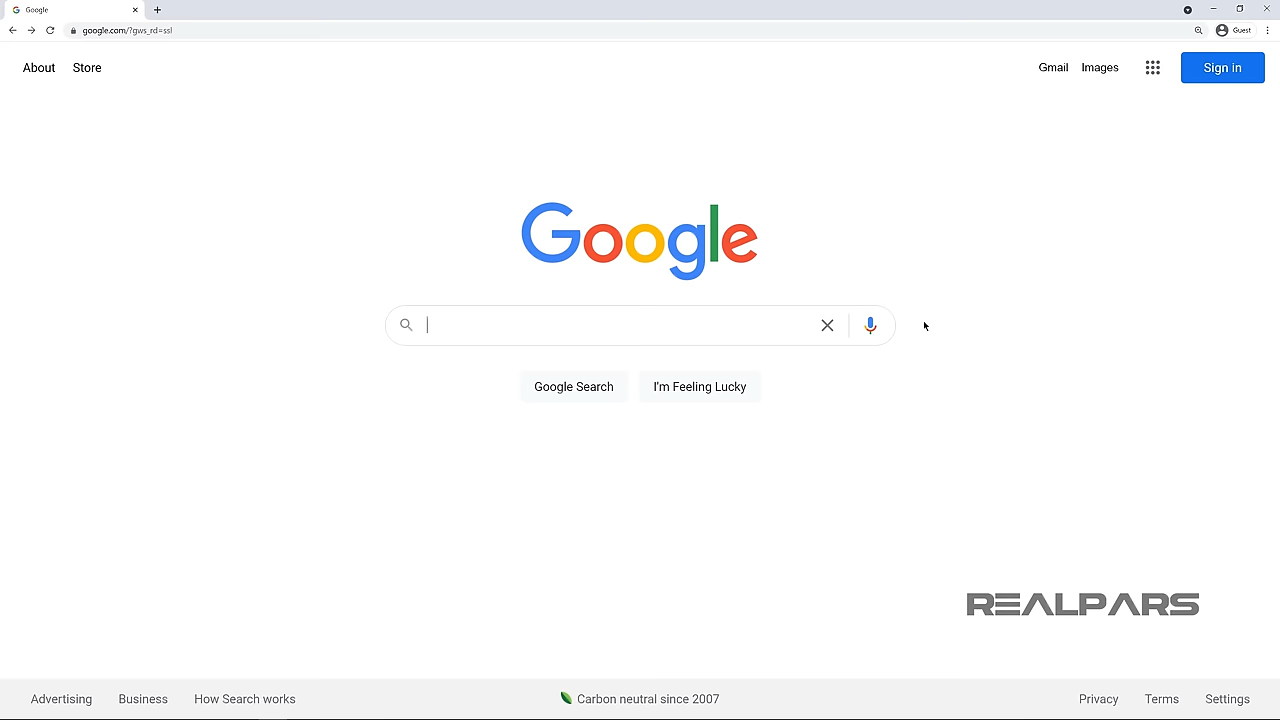 Google
google.com/?gws_rd=ssl
Guest
About Store
Gmail Images
Sign in
Google
Google Search
I'm Feeling Lucky
REALPARS
Advertising Business How Search works
Carbon neutral since 2007
Privacy Terms Settings